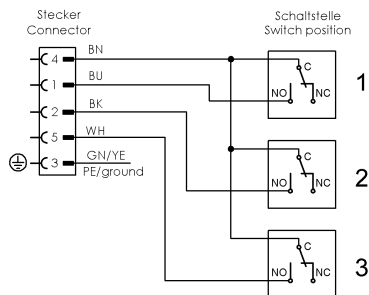 Stecker
Connector
Schaltstelle
Switch position
4 BN
1 BU
2 BK
5 WH
3 GN/YE
PE/ground
C
NO NC
1
C
NO NC
2
C
NO NC
3